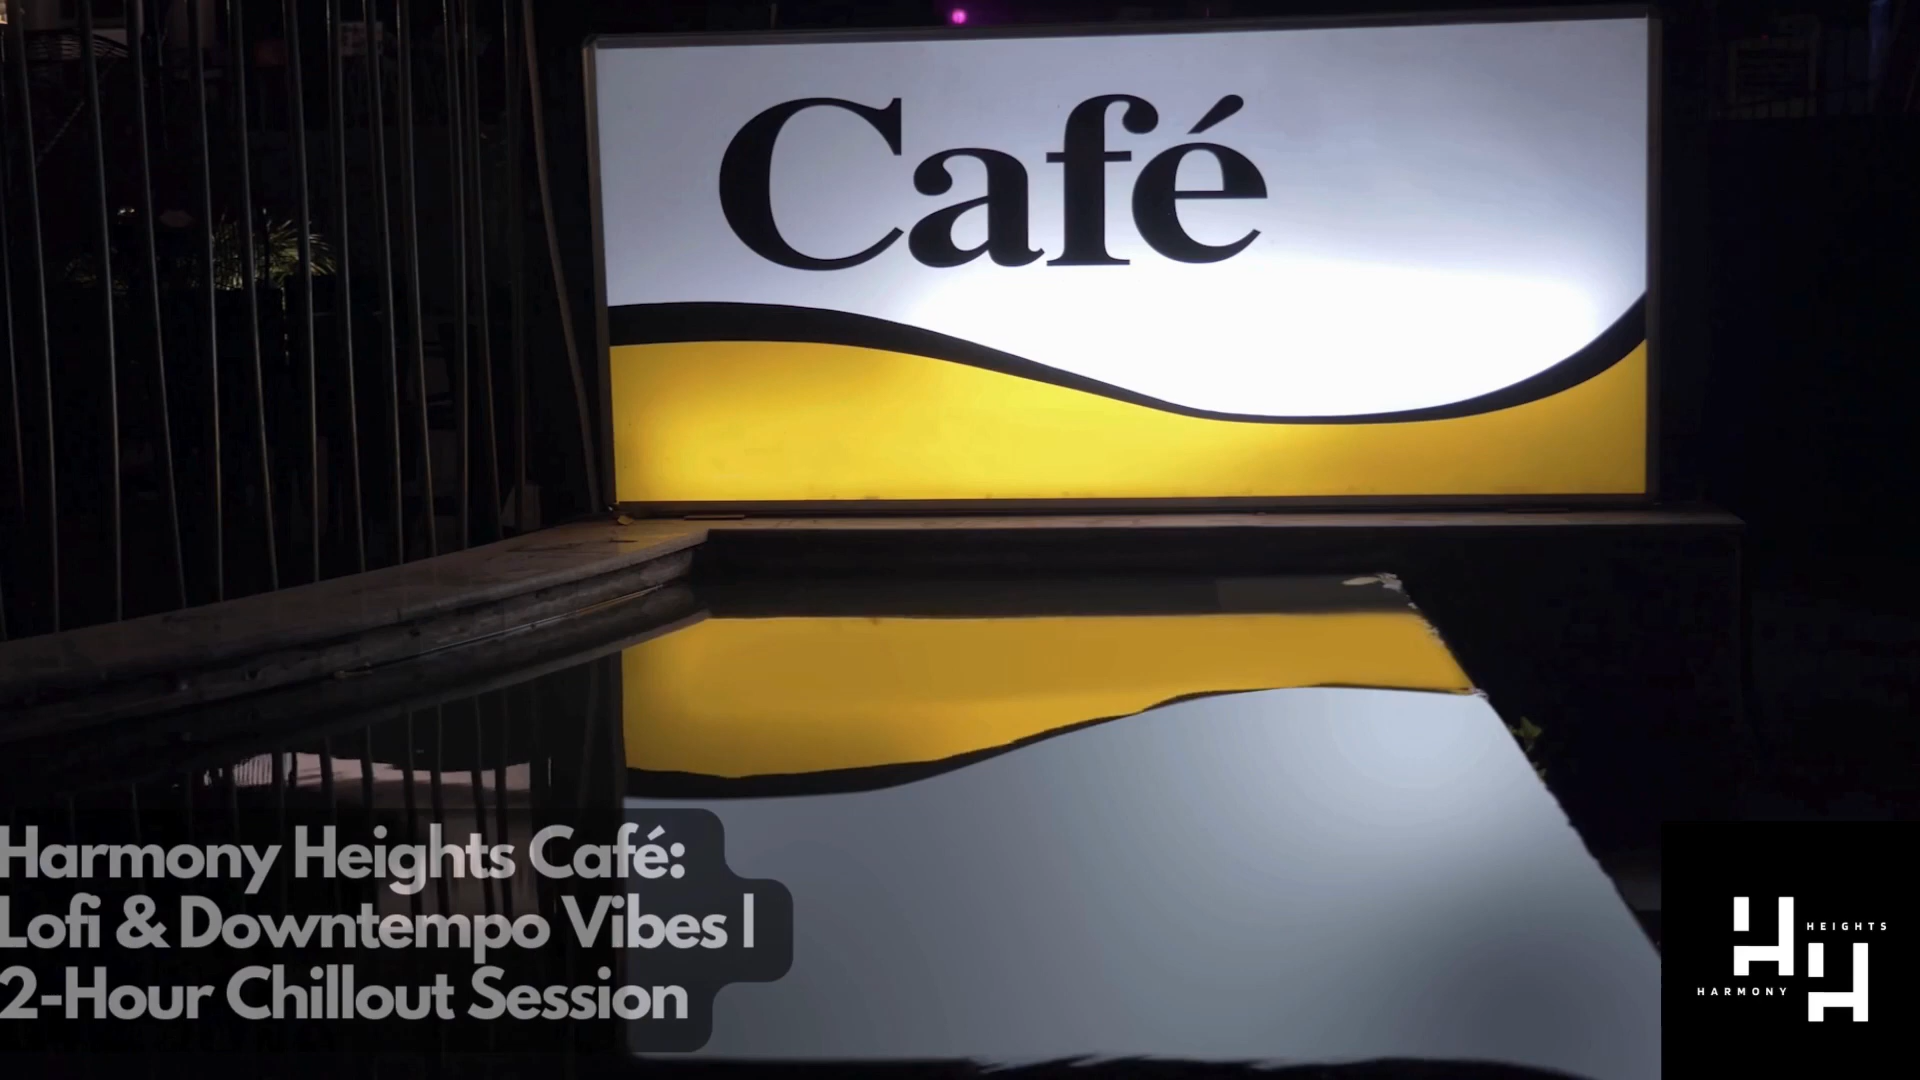 Café
Harmony Heights Café:
Lofi & Downtempo Vibes |
2-Hour Chillout Session
HEIGHTS
HARMONY